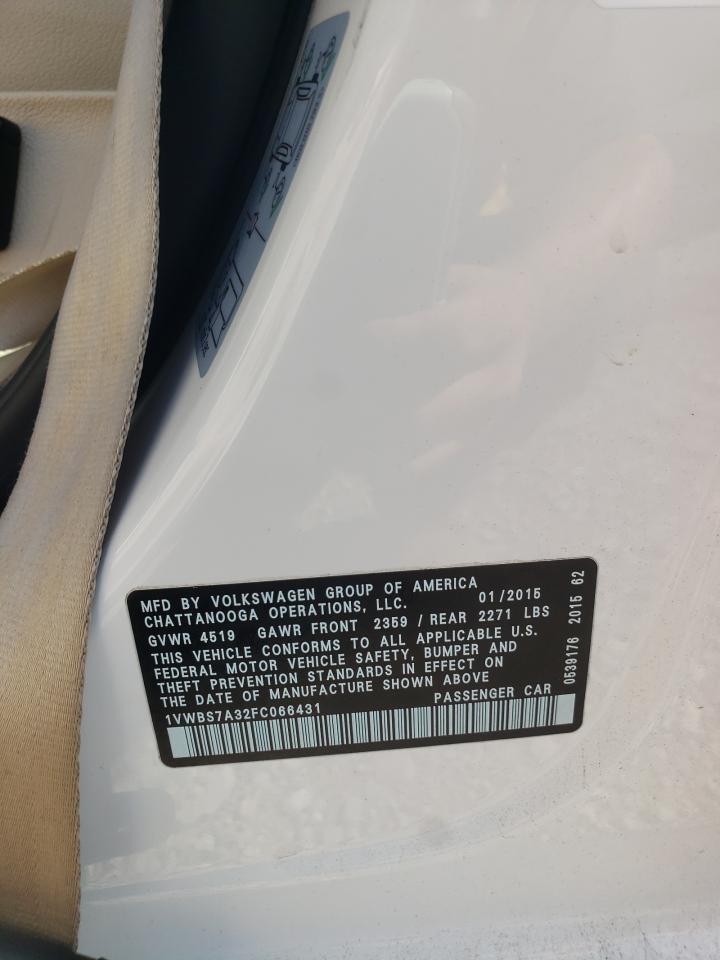 MFD BY VOLKSWAGEN GROUP OF AMERICA
CHATTANOOGA OPERATIONS, LLC. 01/2015
GVWR 4519 GAWR FRONT 2359 / REAR 2271 LBS
THIS VEHICLE CONFORMS TO ALL APPLICABLE U.S.
FEDERAL MOTOR VEHICLE SAFETY, BUMPER AND
THEFT PREVENTION STANDARDS IN EFFECT ON
THE DATE OF MANUFACTURE SHOWN ABOVE
1VWBS7A32FC066431 PASSENGER CAR
0539176 2015 62